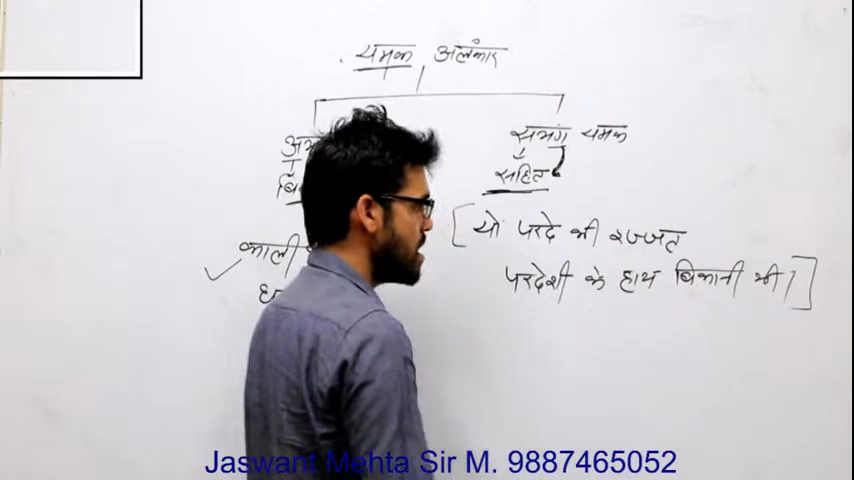 यमक अलंकार
सभंग यमक
सहित
यों परदे की इज्जत
परदेशी के हाथ बिकानी थी।
काली
Jaswant Mehta Sir M. 9887465052